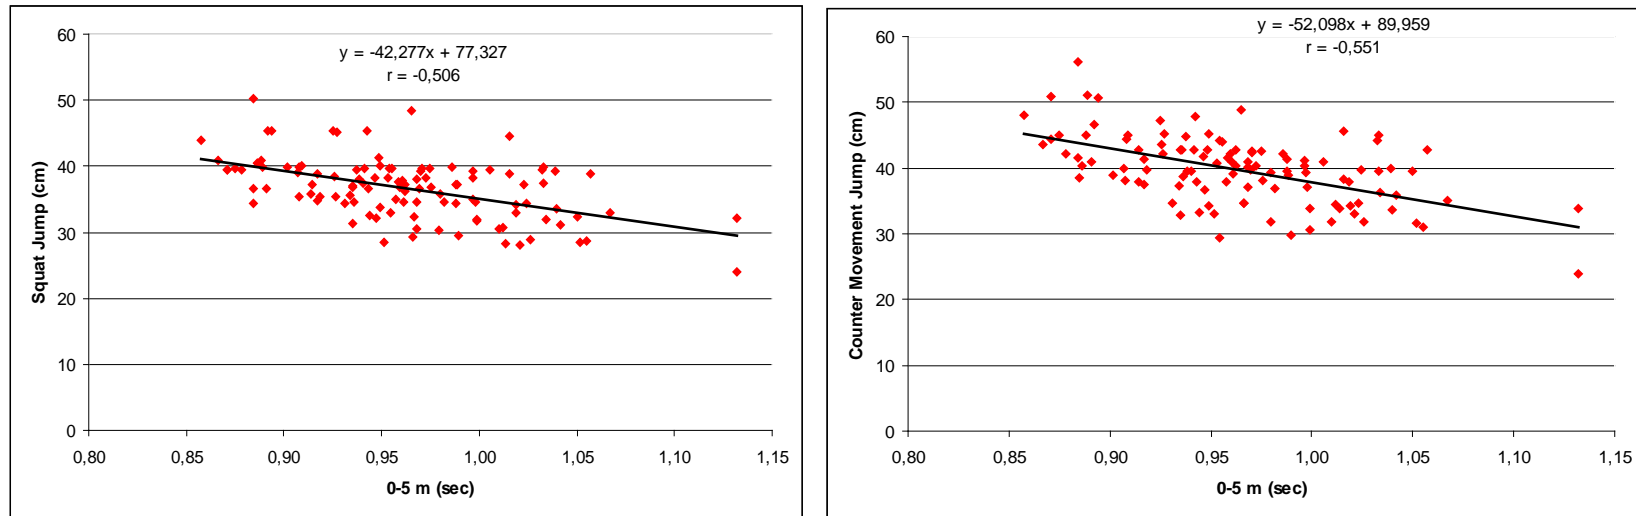 y = -42,277x + 77,327
r = -0,506
60
50
40
30
20
10
0
Squat Jump (cm)
0,80 0,85 0,90 0,95 1,00 1,05 1,10 1,15
0-5 m (sec)
y = -52,098x + 89,959
r = -0,551
60
50
40
30
20
10
0
Counter Movement Jump (cm)
0,80 0,85 0,90 0,95 1,00 1,05 1,10 1,15
0-5 m (sec)